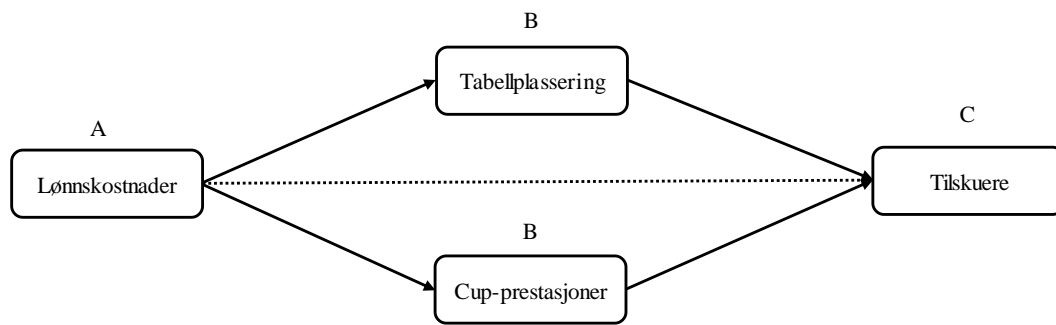 B
Tabellplassering
A
Lønnskostnader
C
Tilskuere
B
Cup-prestasjoner